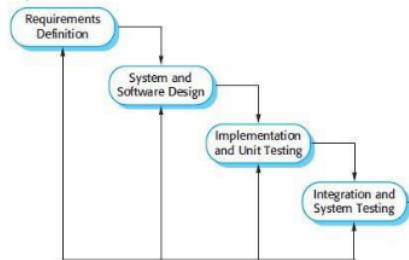 Requirements
Definition
System and
Software Design
Implementation
and Unit Testing
Integration and
System Testing